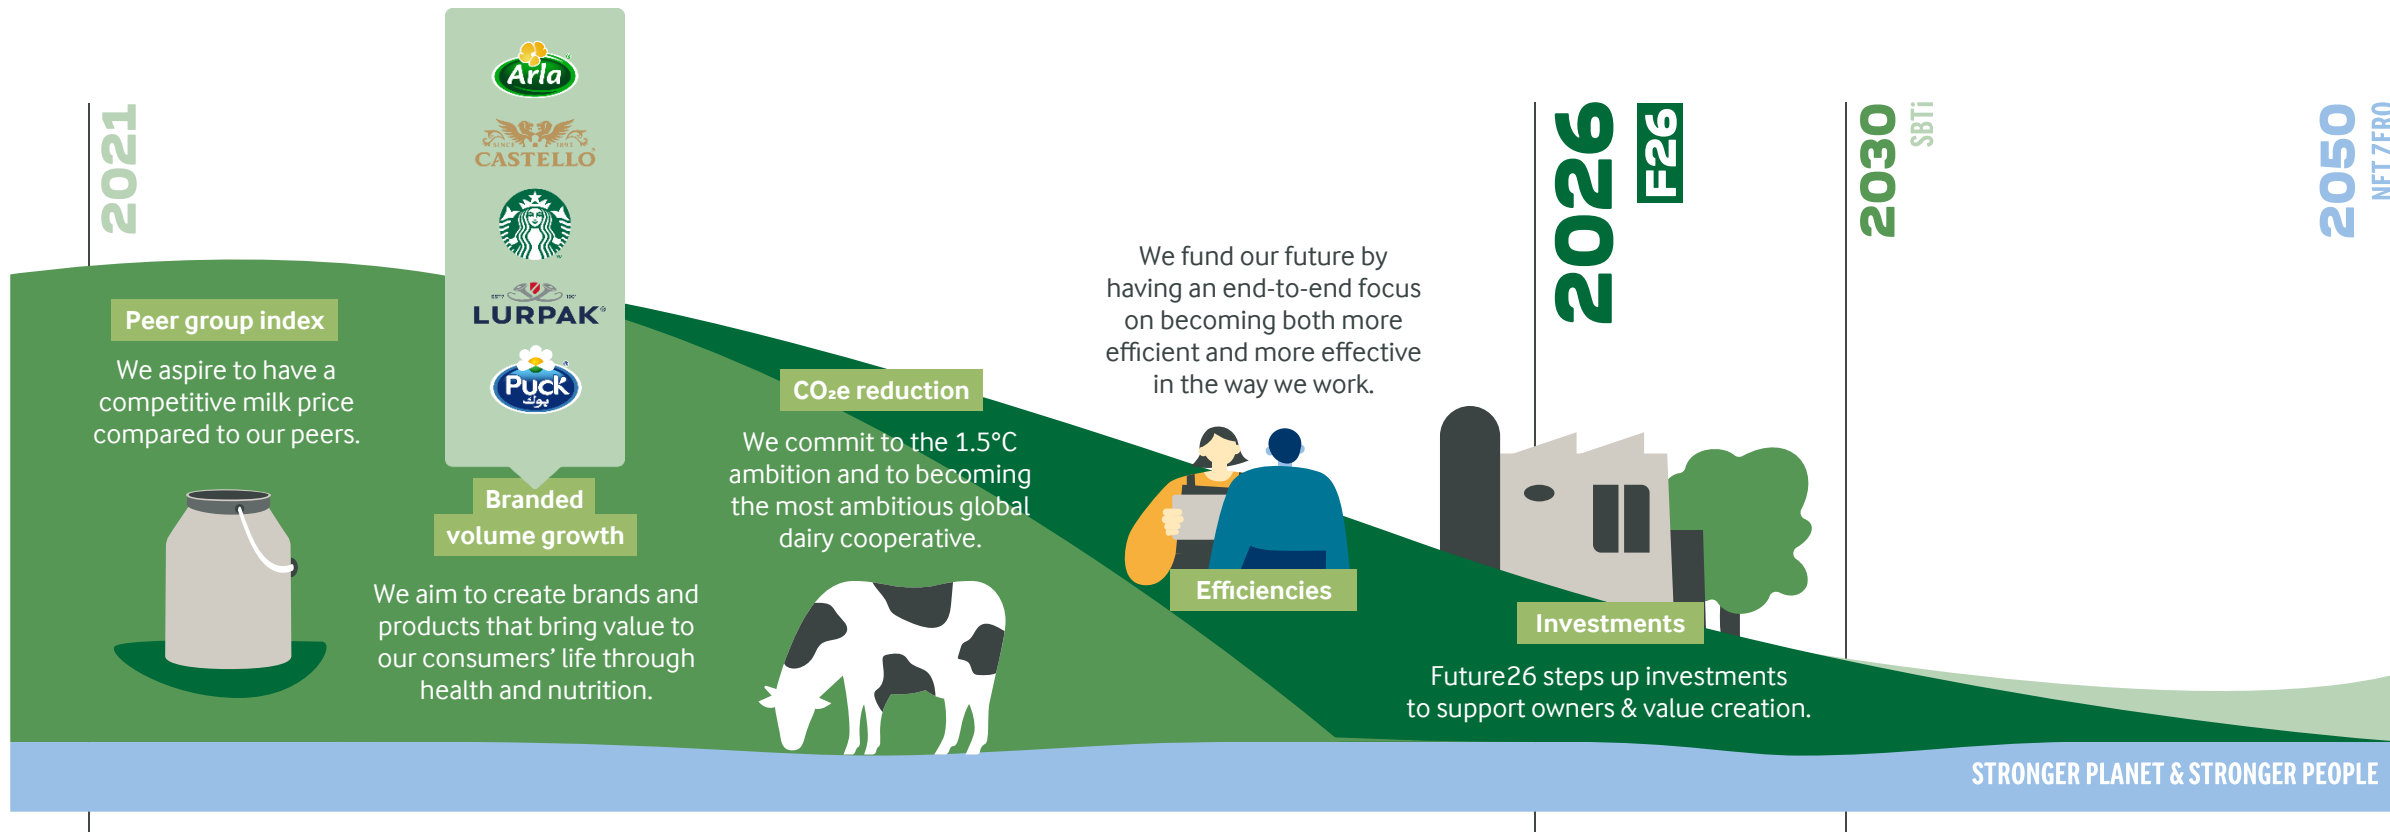 2021
Arla
SINCE 1893
CASTELLO
LURPAK
Puck
بوك
Peer group index
We aspire to have a
competitive milk price
compared to our peers.
Branded
volume growth
We aim to create brands and
products that bring value to
our consumers’ life through
health and nutrition.
CO₂e reduction
We commit to the 1.5°C
ambition and to becoming
the most ambitious global
dairy cooperative.
We fund our future by
having an end-to-end focus
on becoming both more
efficient and more effective
in the way we work.
Efficiencies
2026
F26
Investments
Future26 steps up investments
to support owners & value creation.
2030
SBTi
2050
NET ZERO
STRONGER PLANET & STRONGER PEOPLE